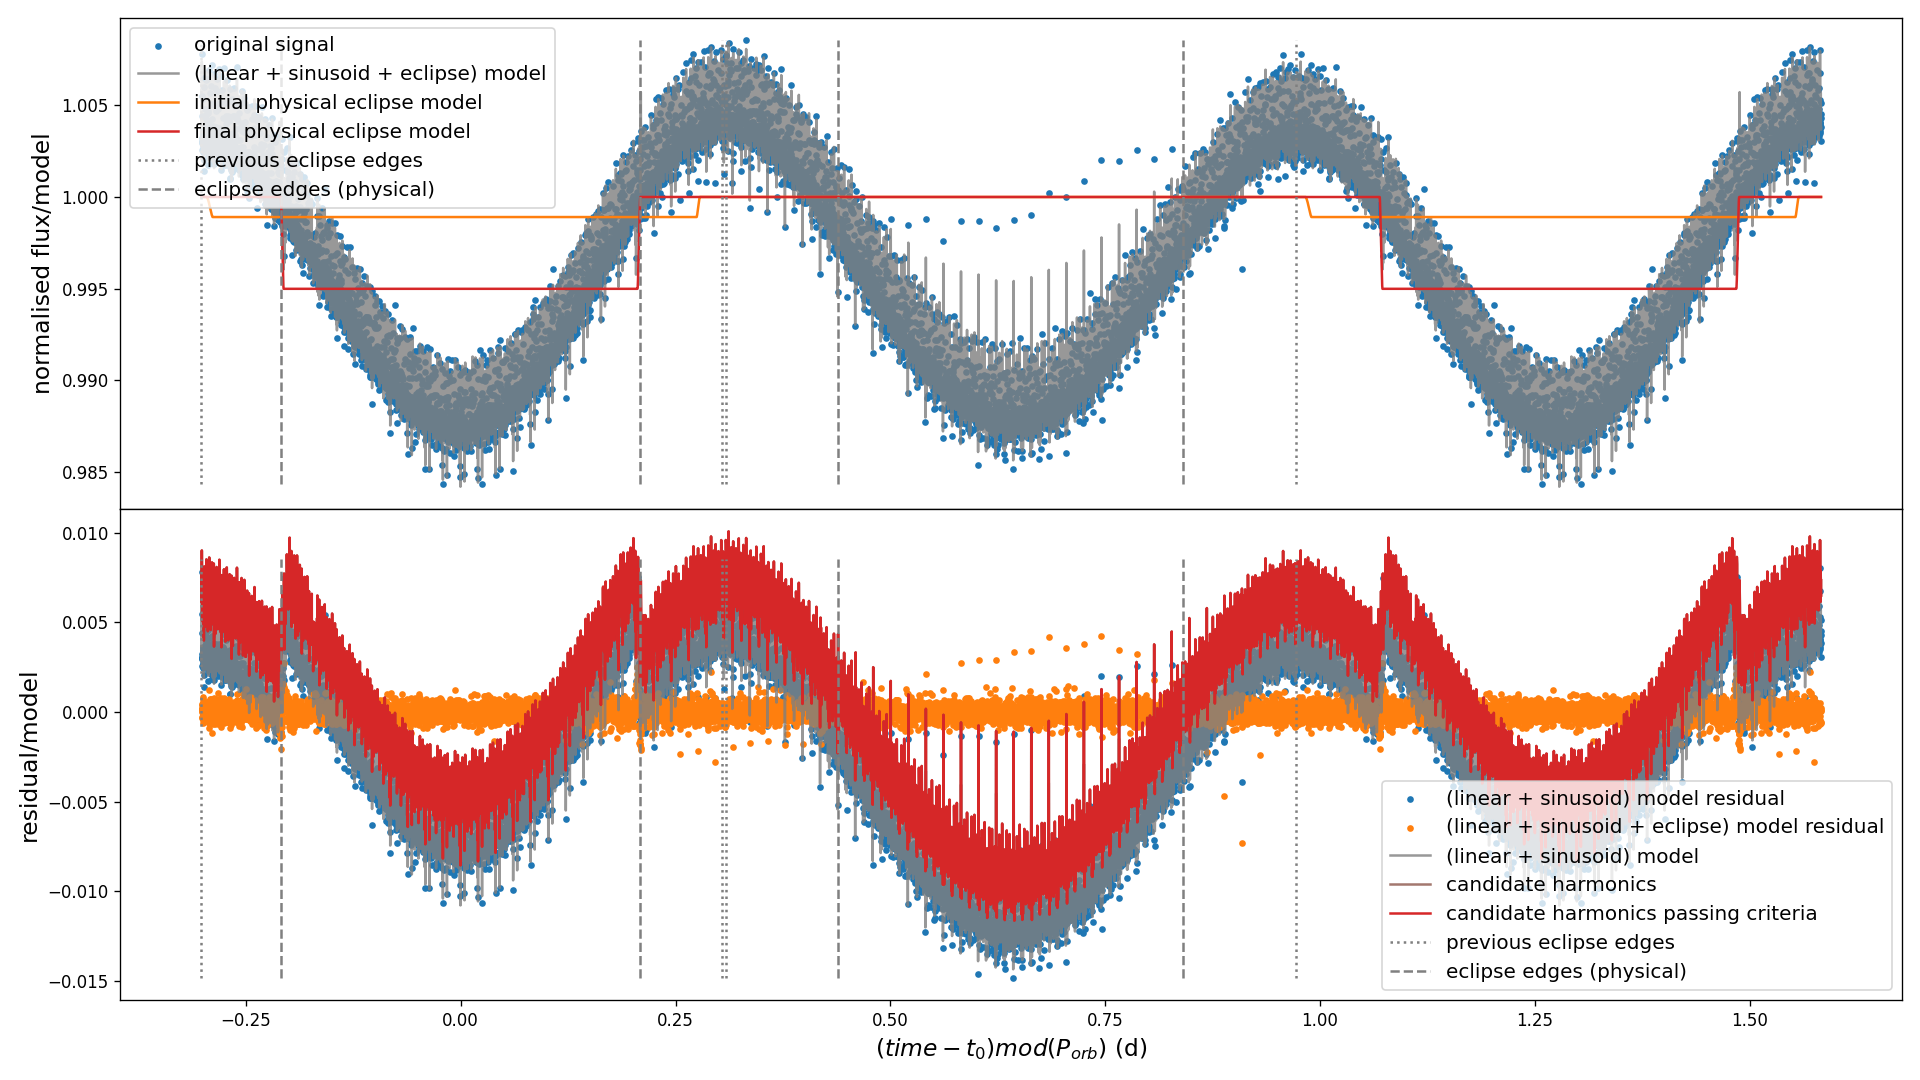 original signal
(linear + sinusoid + eclipse) model
initial physical eclipse model
final physical eclipse model
previous eclipse edges
eclipse edges (physical)
normalised flux/model
1.005
1.000
0.995
0.990
0.985
residual/model
0.010
0.005
0.000
−0.005
−0.010
−0.015
(linear + sinusoid) model residual
(linear + sinusoid + eclipse) model residual
(linear + sinusoid) model
candidate harmonics
candidate harmonics passing criteria
previous eclipse edges
eclipse edges (physical)
−0.25 0.00 0.25 0.50 0.75 1.00 1.25 1.50
(time − t₀)mod(Pₒᵣb) (d)